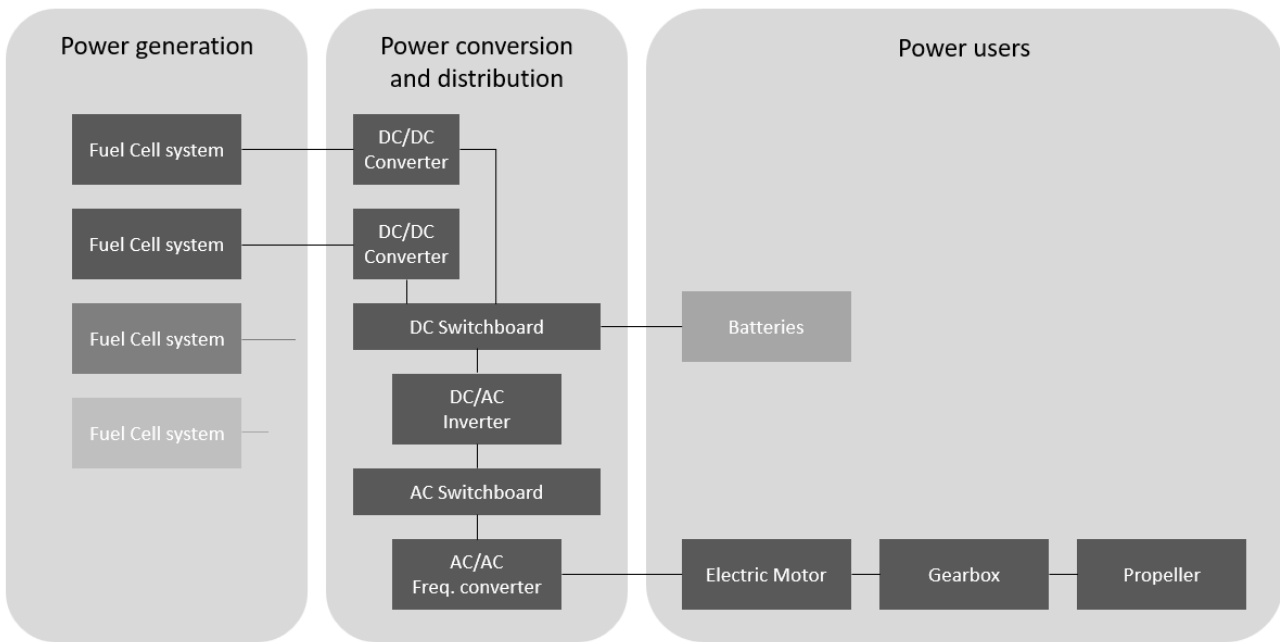 Power generation
Fuel Cell system
Fuel Cell system
Fuel Cell system
Fuel Cell system
Power conversion
and distribution
DC/DC
Converter
DC/DC
Converter
DC Switchboard
DC/AC
Inverter
AC Switchboard
AC/AC
Freq. converter
Power users
Batteries
Electric Motor
Gearbox
Propeller